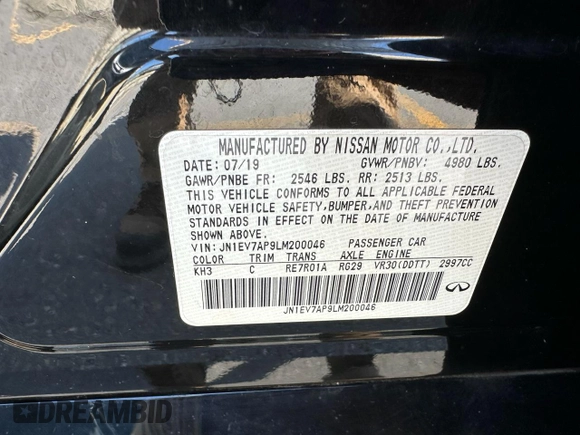 MANUFACTURED BY NISSAN MOTOR CO.,LTD.
DATE: 07/19 GVWR/PNBV: 4980 LBS.
GAWR/PNBE FR: 2546 LBS. RR: 2513 LBS.
THIS VEHICLE CONFORMS TO ALL APPLICABLE FEDERAL
MOTOR VEHICLE SAFETY,BUMPER,AND THEFT PREVENTION
STANDARDS IN EFFECT ON THE DATE OF MANUFACTURE
SHOWN ABOVE.
VIN: JN1EV7AP9LM200046 PASSENGER CAR
COLOR TRIM TRANS AXLE ENGINE
KH3 C RE7R01A RG29 VR30(DDTT) 2997CC
JN1EV7AP9LM200046
DREAMBID